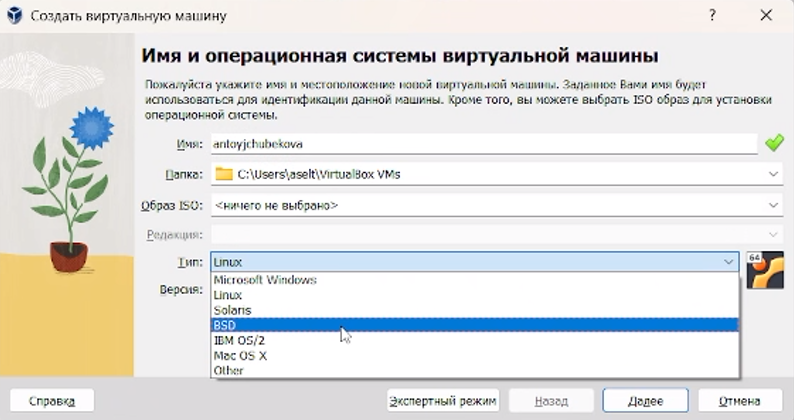 Создать виртуальную машину
?
Имя и операционная системы виртуальной машины
Пожалуйста укажите имя и местоположение новой виртуальной машины. Заданное Вами имя будет
использоваться для идентификации данной машины. Кроме того, вы можете выбрать ISO образ для установки
операционной системы.
Имя: antoyjchubekova
Папка: C:\Users\aselt\VirtualBox VMs
Образ ISO: <ничего не выбрано>
Редакция:
Тип: Linux
64
Microsoft Windows
Версия:
Linux
Solaris
BSD
IBM OS/2
Mac OS X
Other
Справка Экспертный режим Назад Далее Отмена